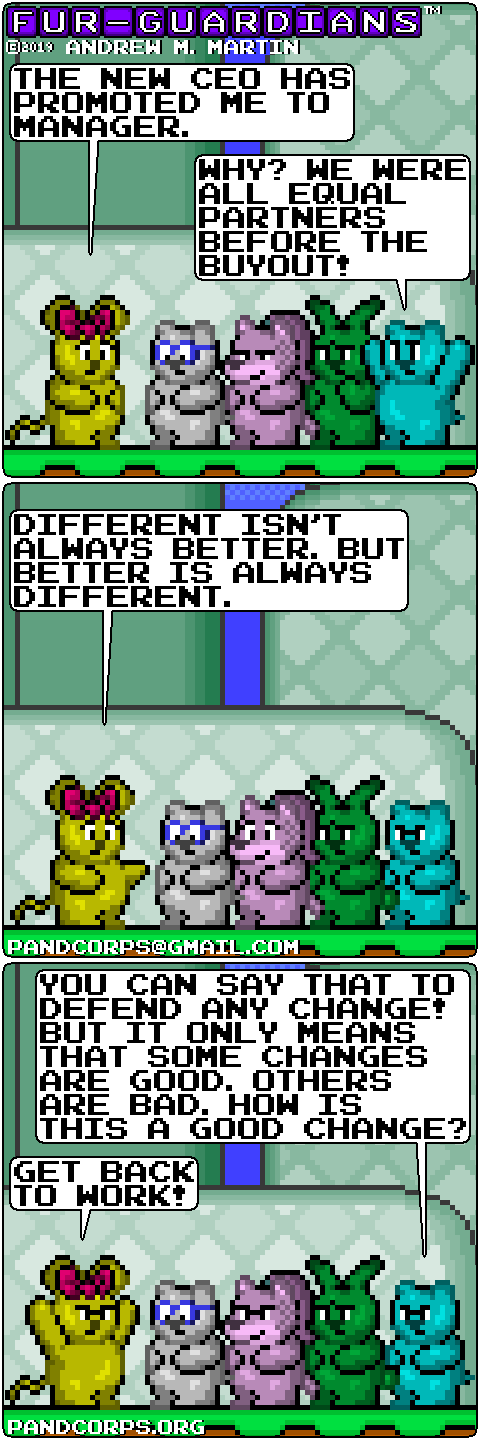 FUR-GUARDIANS™
©2019 ANDREW M. MARTIN
THE NEW CEO HAS
PROMOTED ME TO
MANAGER.
WHY? WE WERE
ALL EQUAL
PARTNERS
BEFORE THE
BUYOUT!
DIFFERENT ISN'T
ALWAYS BETTER. BUT
BETTER IS ALWAYS
DIFFERENT.
PANDCORPS@GMAIL.COM
YOU CAN SAY THAT TO
DEFEND ANY CHANGE!
BUT IT ONLY MEANS
THAT SOME CHANGES
ARE GOOD. OTHERS
ARE BAD. HOW IS
THIS A GOOD CHANGE?
GET BACK
TO WORK!
PANDCORPS.ORG